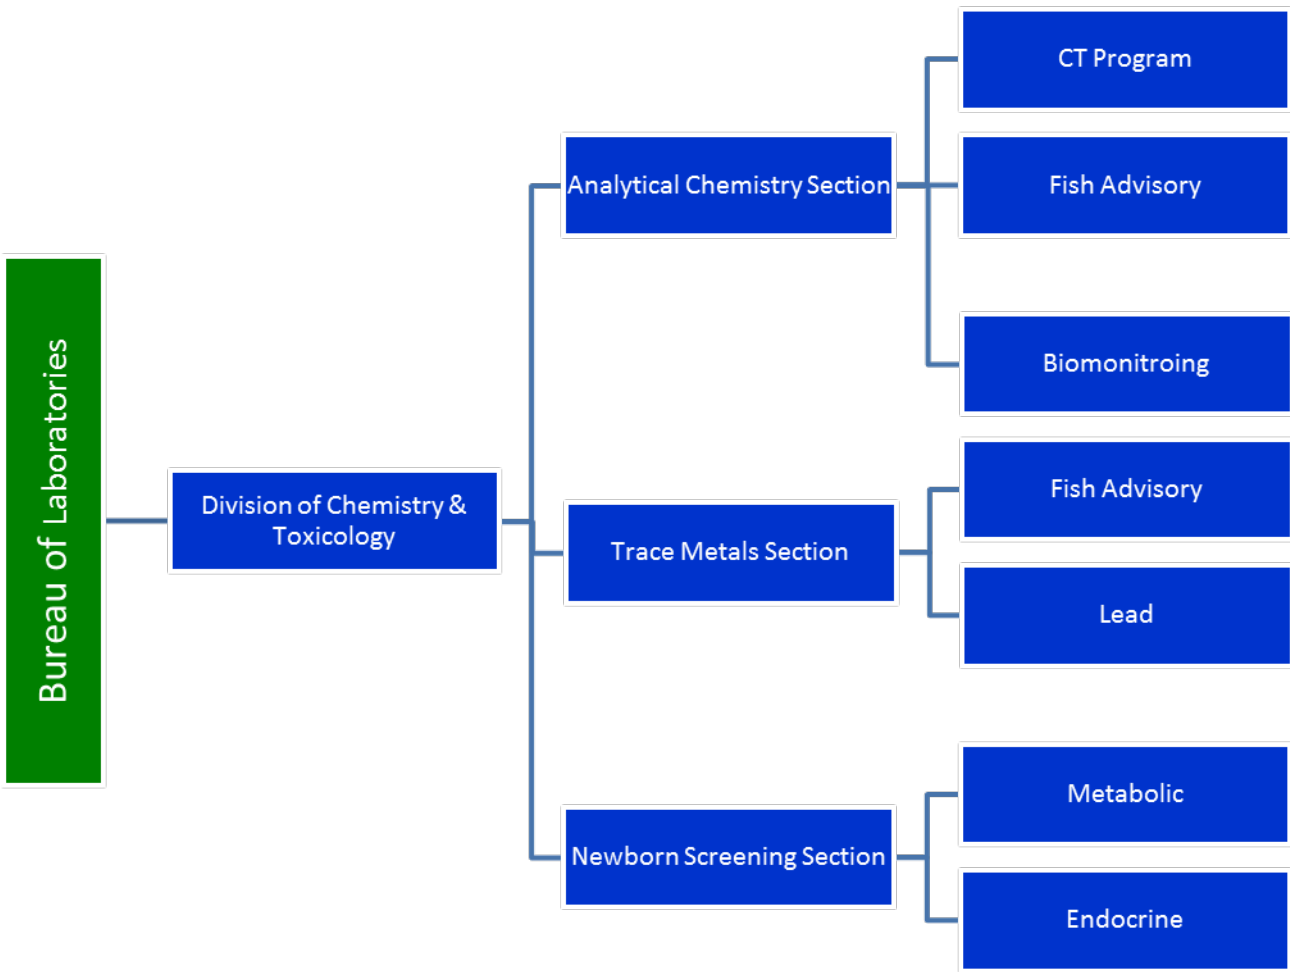 Bureau of Laboratories
Division of Chemistry &
Toxicology
Analytical Chemistry Section
CT Program
Fish Advisory
Biomonitroing
Trace Metals Section
Fish Advisory
Lead
Newborn Screening Section
Metabolic
Endocrine